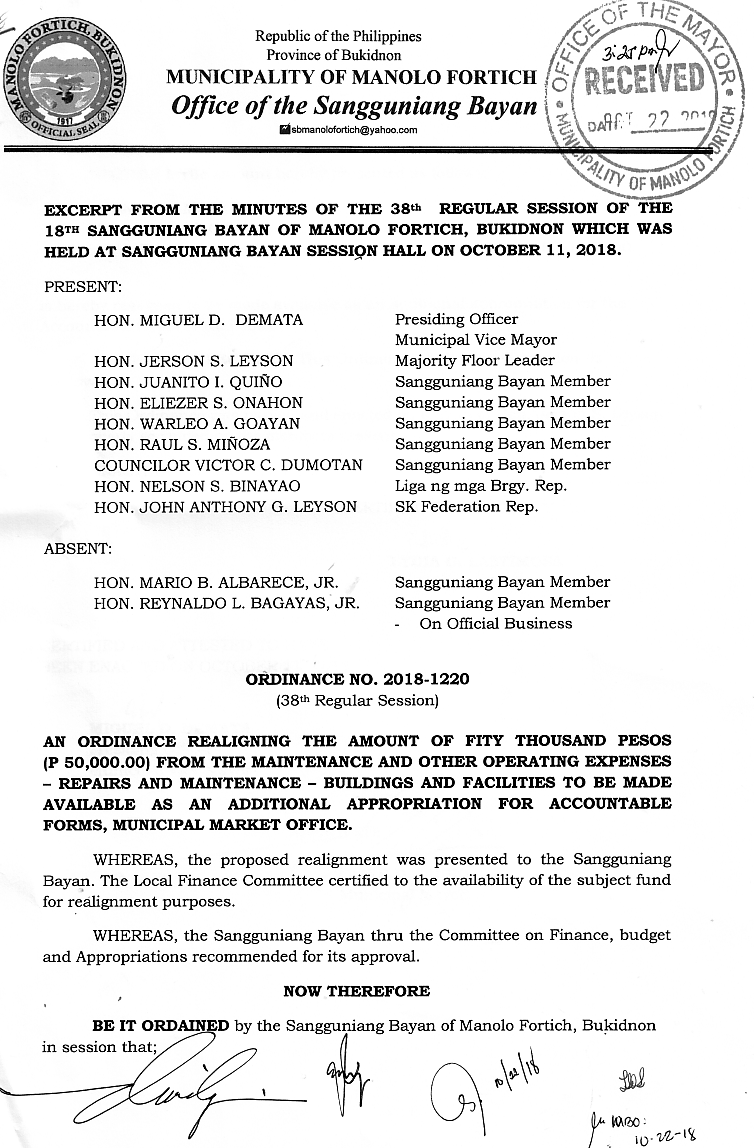 MANOLO FORTICH, BUKIDNON
1917
OFFICIAL SEAL
Republic of the Philippines
Province of Bukidnon
MUNICIPALITY OF MANOLO FORTICH
Office of the Sangguniang Bayan
sbmanolofortich@yahoo.com
OFFICE OF THE MAYOR
RECEIVED
22
MUNICIPALITY OF MANOLO FORTICH
EXCERPT FROM THE MINUTES OF THE 38th REGULAR SESSION OF THE
18TH SANGGUNIANG BAYAN OF MANOLO FORTICH, BUKIDNON WHICH WAS
HELD AT SANGGUNIANG BAYAN SESSION HALL ON OCTOBER 11, 2018.
PRESENT:
HON. MIGUEL D. DEMATA Presiding Officer
Municipal Vice Mayor
HON. JERSON S. LEYSON Majority Floor Leader
HON. JUANITO I. QUIÑO Sangguniang Bayan Member
HON. ELIEZER S. ONAHON Sangguniang Bayan Member
HON. WARLEO A. GOAYAN Sangguniang Bayan Member
HON. RAUL S. MIÑOZA Sangguniang Bayan Member
COUNCILOR VICTOR C. DUMOTAN Sangguniang Bayan Member
HON. NELSON S. BINAYAO Liga ng mga Brgy. Rep.
HON. JOHN ANTHONY G. LEYSON SK Federation Rep.
ABSENT:
HON. MARIO B. ALBARECE, JR. Sangguniang Bayan Member
HON. REYNALDO L. BAGAYAS, JR. Sangguniang Bayan Member
- On Official Business
ORDINANCE NO. 2018-1220
(38th Regular Session)
AN ORDINANCE REALIGNING THE AMOUNT OF FITY THOUSAND PESOS
(P 50,000.00) FROM THE MAINTENANCE AND OTHER OPERATING EXPENSES
– REPAIRS AND MAINTENANCE – BUILDINGS AND FACILITIES TO BE MADE
AVAILABLE AS AN ADDITIONAL APPROPRIATION FOR ACCOUNTABLE
FORMS, MUNICIPAL MARKET OFFICE.
WHEREAS, the proposed realignment was presented to the Sangguniang
Bayan. The Local Finance Committee certified to the availability of the subject fund
for realignment purposes.
WHEREAS, the Sangguniang Bayan thru the Committee on Finance, budget
and Appropriations recommended for its approval.
NOW THEREFORE
BE IT ORDAINED by the Sangguniang Bayan of Manolo Fortich, Bukidnon
in session that;
10/22/18
MBO:
10-22-18